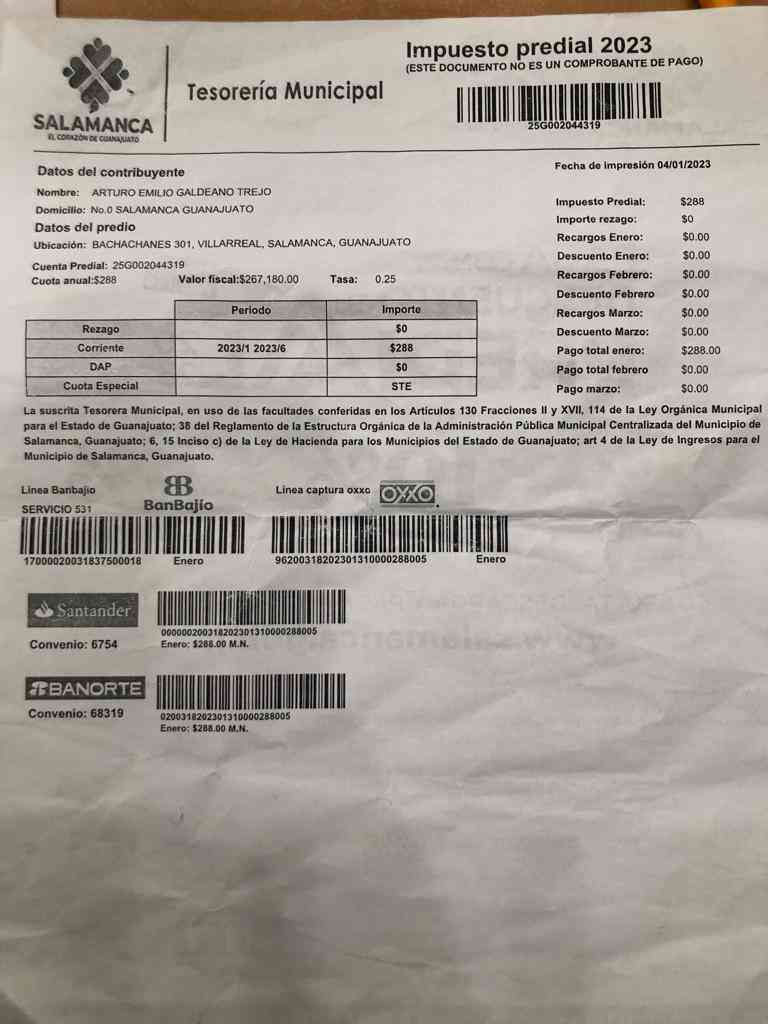 Impuesto predial 2023
(ESTE DOCUMENTO NO ES UN COMPROBANTE DE PAGO)
Tesorería Municipal
SALAMANCA
EL CORAZÓN DE GUANAJUATO
25G002044319
Datos del contribuyente
Fecha de impresión 04/01/2023
Nombre: ARTURO EMILIO GALDEANO TREJO
Domicilio: No.0 SALAMANCA GUANAJUATO
Datos del predio
Ubicación: BACHACHANES 301, VILLARREAL, SALAMANCA, GUANAJUATO
Cuenta Predial: 25G002044319
Cuota anual:$288 Valor fiscal:$267,180.00 Tasa: 0.25
Impuesto Predial: $288
Importe rezago: $0
Recargos Enero: $0.00
Descuento Enero: $0.00
Recargos Febrero: $0.00
Descuento Febrero $0.00
Recargos Marzo: $0.00
Descuento Marzo: $0.00
Pago total enero: $288.00
Pago total febrero $0.00
Pago marzo: $0.00
Periodo Importe
Rezago $0
Corriente 2023/1 2023/6 $288
DAP $0
Cuota Especial STE
La suscrita Tesorera Municipal, en uso de las facultades conferidas en los Artículos 130 Fracciones II y XVII, 114 de la Ley Orgánica Municipal
para el Estado de Guanajuato; 38 del Reglamento de la Estructura Orgánica de la Administración Pública Municipal Centralizada del Municipio de
Salamanca, Guanajuato; 6, 15 Inciso c) de la Ley de Hacienda para los Municipios del Estado de Guanajuato; art 4 de la Ley de Ingresos para el
Municipio de Salamanca, Guanajuato.
Linea Banbajio BanBajío Linea captura oxxo OXXO
SERVICIO 531
17000020031837500018 Enero 96200318202301310000288005 Enero
Santander
0000002003182023013100002880​05
Convenio: 6754 Enero: $288.00 M.N.
BANORTE
Convenio: 68319 0200318202301310000288005
Enero: $288.00 M.N.